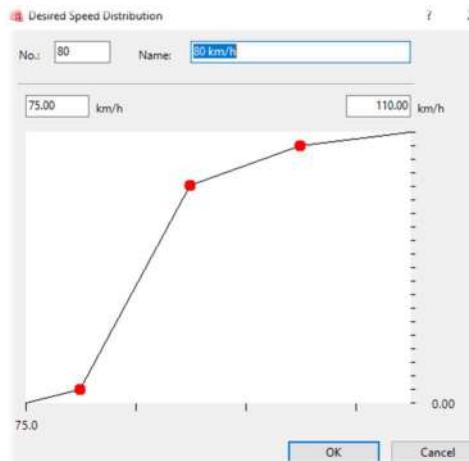 Desired Speed Distribution ?
No.: 80 Name: 80 km/h
75.00 km/h 110.00 km/h
0.00
75.0
OK Cancel